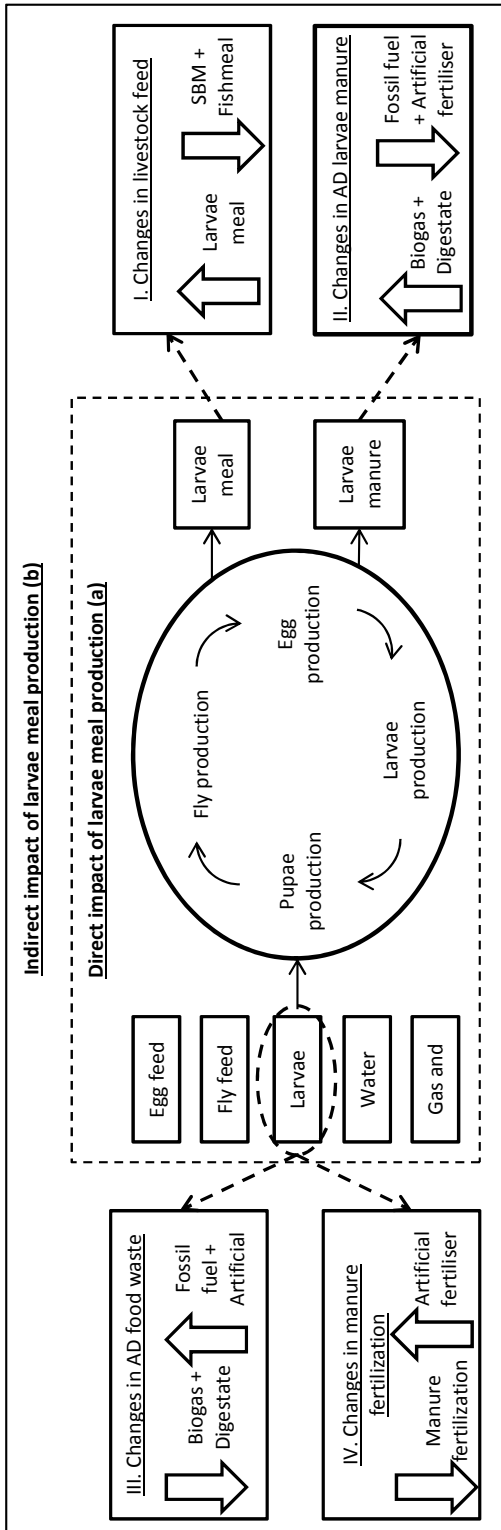 Indirect impact of larvae meal production (b)
Direct impact of larvae meal production (a)
III. Changes in AD food waste
Biogas +
Digestate
Fossil
fuel +
Artificial
IV. Changes in manure
fertilization
Manure
fertilization
Artificial
fertiliser
Egg feed
Fly feed
Larvae
Water
Gas and
Fly production
Egg
production
Larvae
production
Pupae
production
Larvae
meal
Larvae
manure
I. Changes in livestock feed
Larvae
meal
SBM +
Fishmeal
II. Changes in AD larvae manure
Biogas +
Digestate
Fossil fuel
+ Artificial
fertiliser